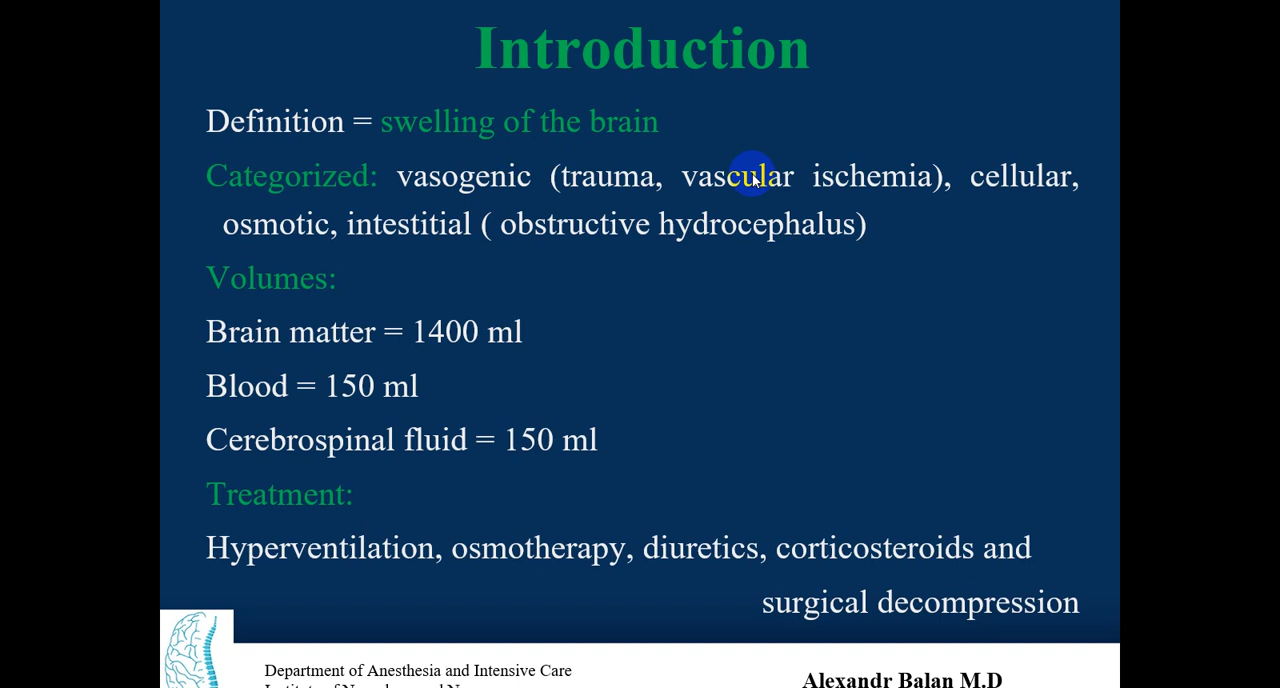 Introduction
Definition = swelling of the brain
Categorized: vasogenic (trauma, vascular ischemia), cellular,
osmotic, intestitial ( obstructive hydrocephalus)
Volumes:
Brain matter = 1400 ml
Blood = 150 ml
Cerebrospinal fluid = 150 ml
Treatment:
Hyperventilation, osmotherapy, diuretics, corticosteroids and
surgical decompression
Department of Anesthesia and Intensive Care
Alexandr Balan M.D